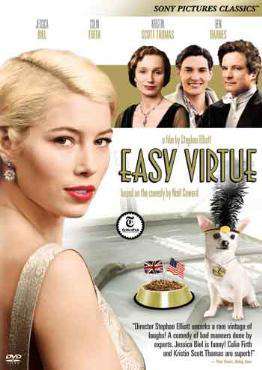 SONY PICTURES CLASSICS™
JESSICA BIEL
COLIN FIRTH
KRISTIN SCOTT THOMAS
BEN BARNES
a film by Stephan Elliott
EASY VIRTUE
based on the comedy by Noël Coward
"Director Stephan Elliott uncorks a rare vintage of
laughs! A comedy of bad manners done by
experts. Jessica Biel is funny! Colin Firth
and Kristin Scott Thomas are
superb!"
DVD